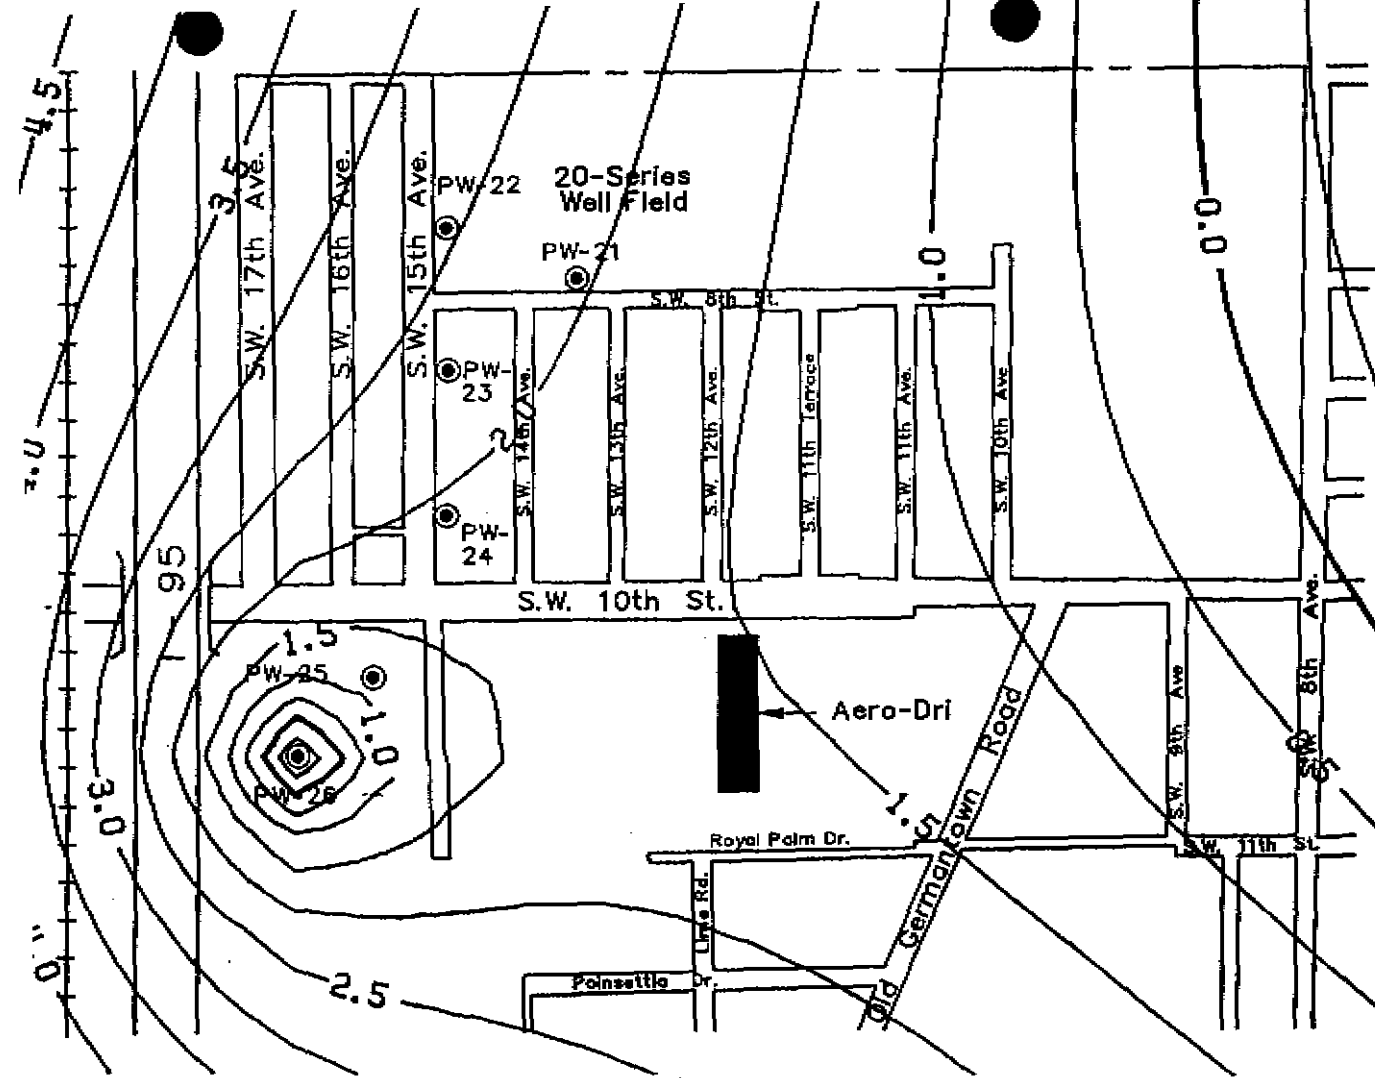 4.5
3.5
S.W. 17th Ave.
S.W. 16th Ave.
S.W. 15th Ave.
PW-22
20-Series
Well Field
PW-21
1.0
0.0
S.W. 8th St.
PW-
23
S.W. 14th Ave.
S.W. 13th Ave.
S.W. 12th Ave.
S.W. 11th Terrace
S.W. 11th Ave.
S.W. 10th Ave
2
PW-
24
I-95
S.W. 10th St.
1.5
PW-25
1.0
PW-26
3.0
Aero-Dri
1.5
Old Germantown Road
S.W. 9th Ave
S.W. 8th Ave.
Royal Palm Dr.
S.W. 11th St.
Lime Rd.
Poinsettia Dr.
2.5